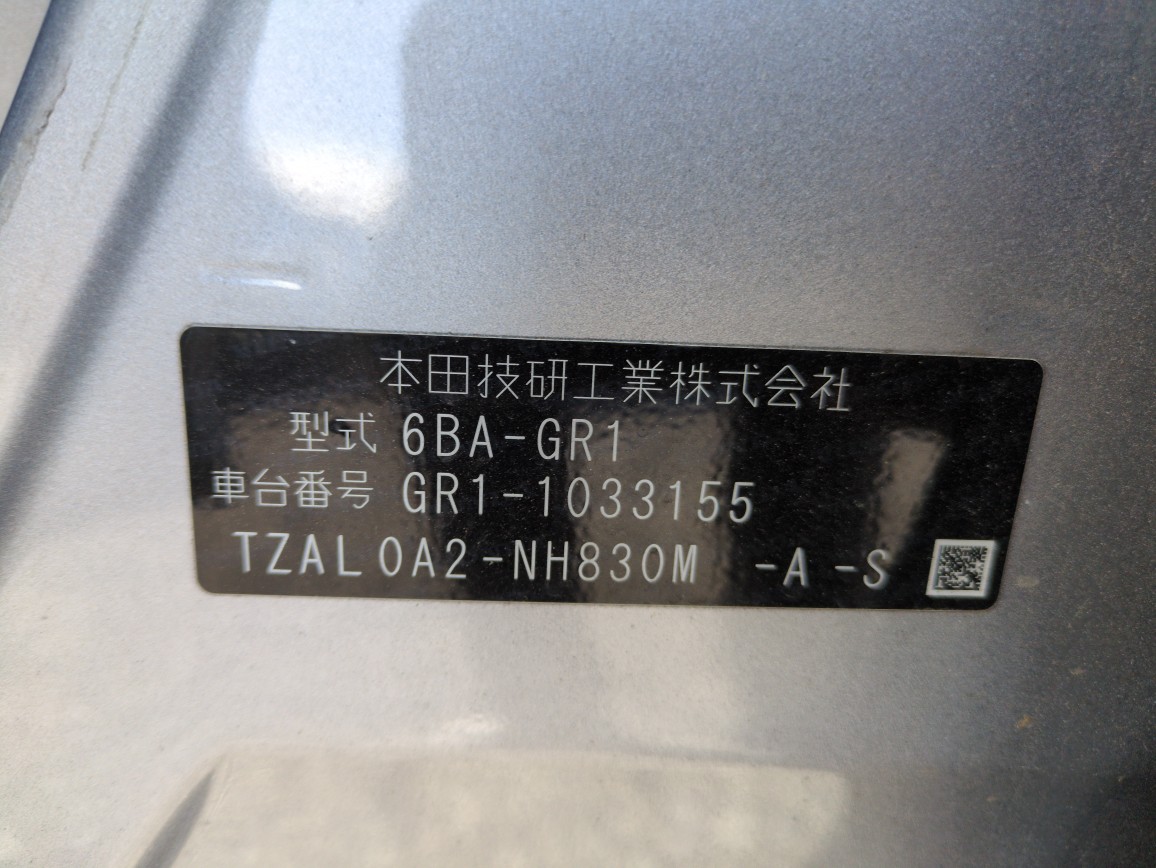 本田技研工業株式会社
型式 6BA-GR1
車台番号 GR1-1033155
TZAL0A2-NH830M -A -S